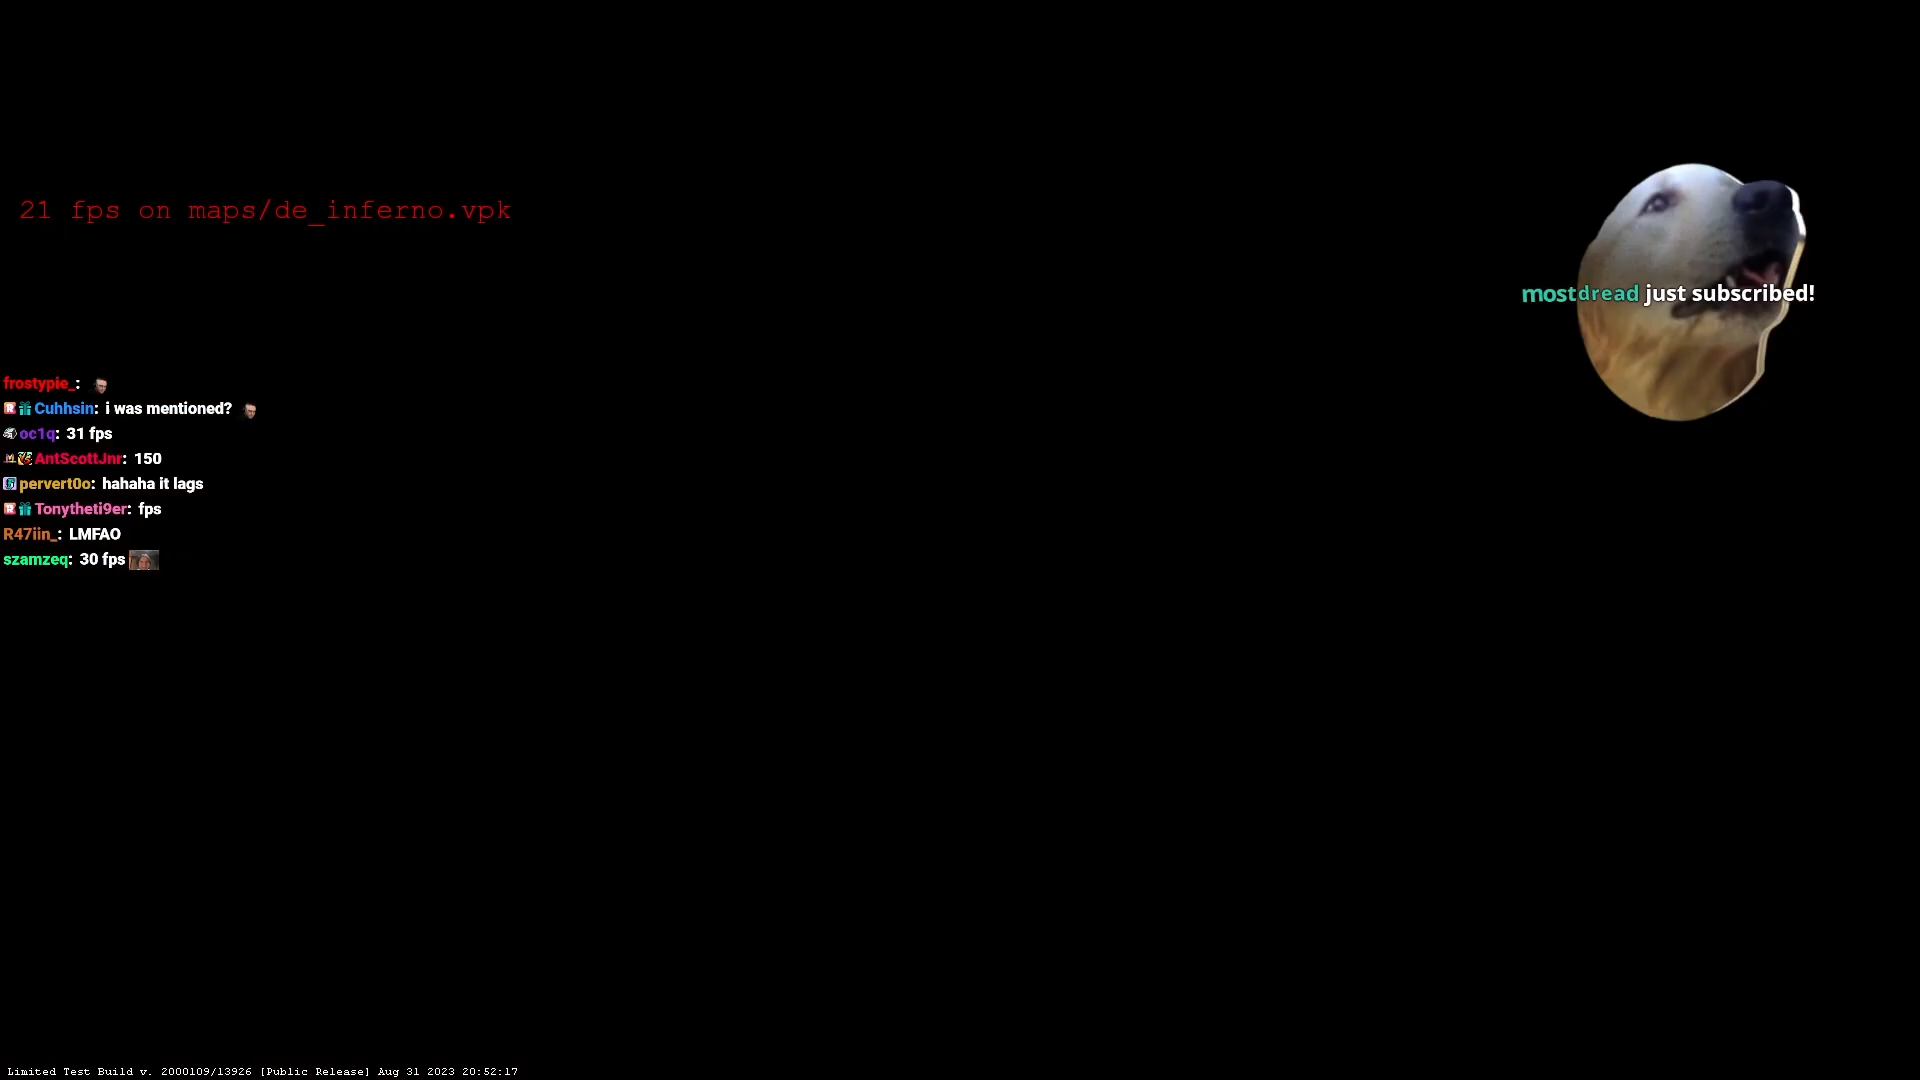 21 fps on maps/de_inferno.vpk
mostdread just subscribed!
frostypie_:
Cuhhsin: i was mentioned?
oc1q: 31 fps
AntScottJnr: 150
pervert0o: hahaha it lags
Tonytheti9er: fps
R47iin_: LMFAO
szamzeq: 30 fps
Limited Test Build v. 2000109/13926 [Public Release] Aug 31 2023 20:52:17